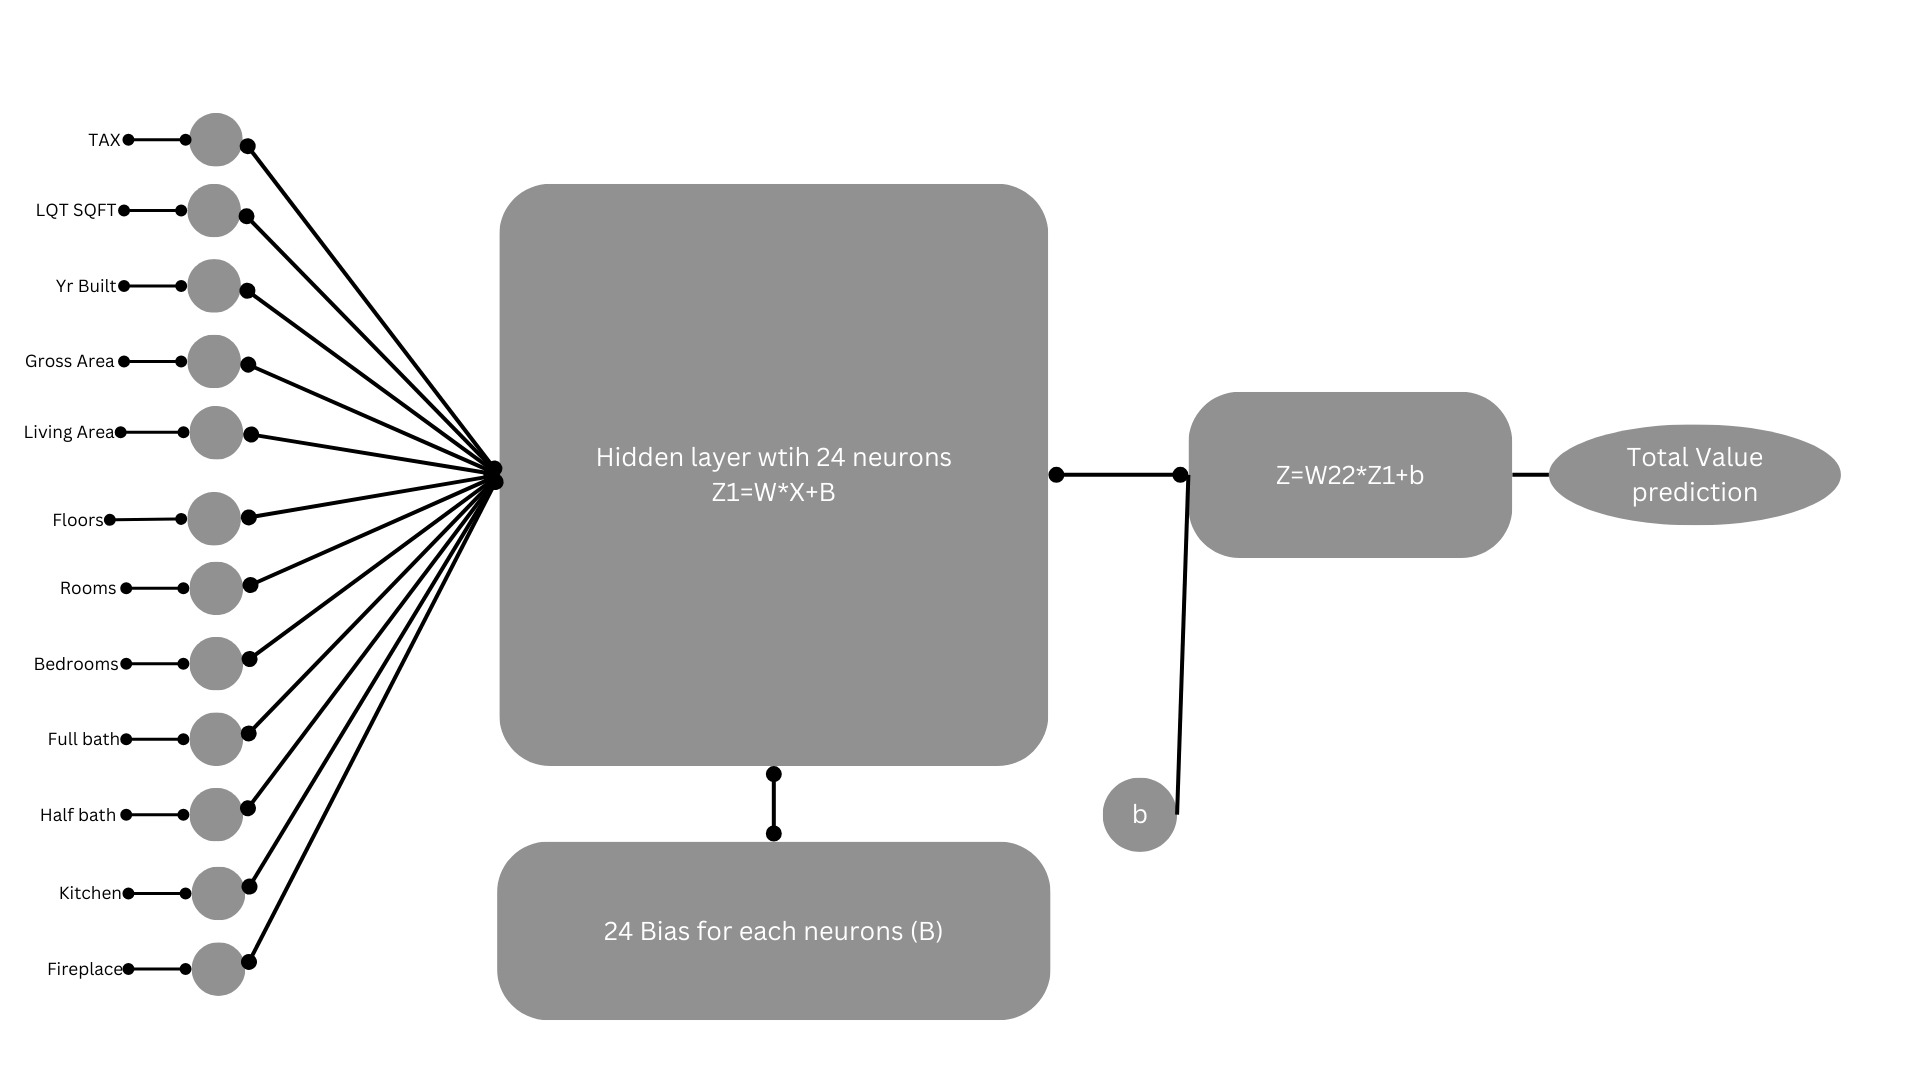 TAX
LQT SQFT
Yr Built
Gross Area
Living Area
Floors
Rooms
Bedrooms
Full bath
Half bath
Kitchen
Fireplace
Hidden layer wtih 24 neurons
Z1=W*X+B
24 Bias for each neurons (B)
Z=W22*Z1+b
b
Total Value
prediction